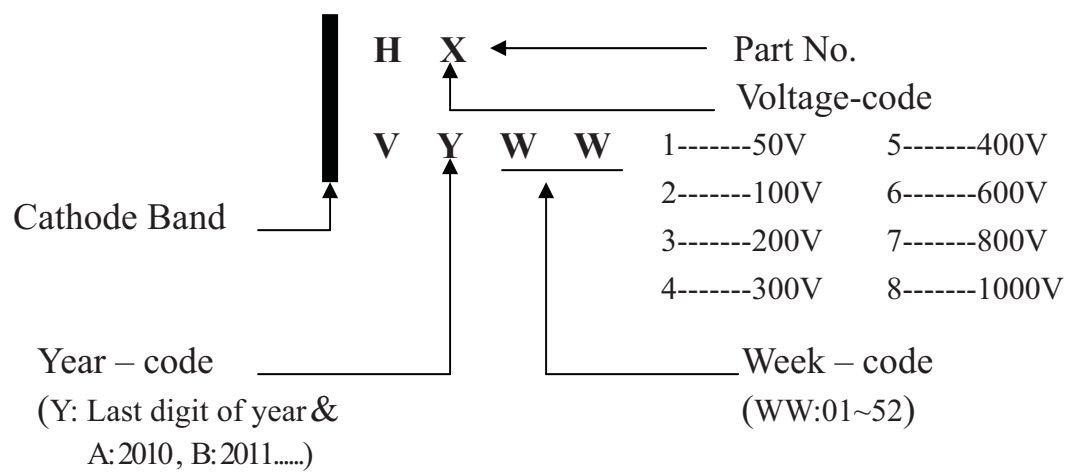 H X Part No.
Voltage-code
V Y W W 1-------50V 5-------400V
2-------100V 6-------600V
Cathode Band
3-------200V 7-------800V
4-------300V 8-------1000V
Year – code Week – code
(Y: Last digit of year & (WW:01~52)
A:2010, B:2011......)